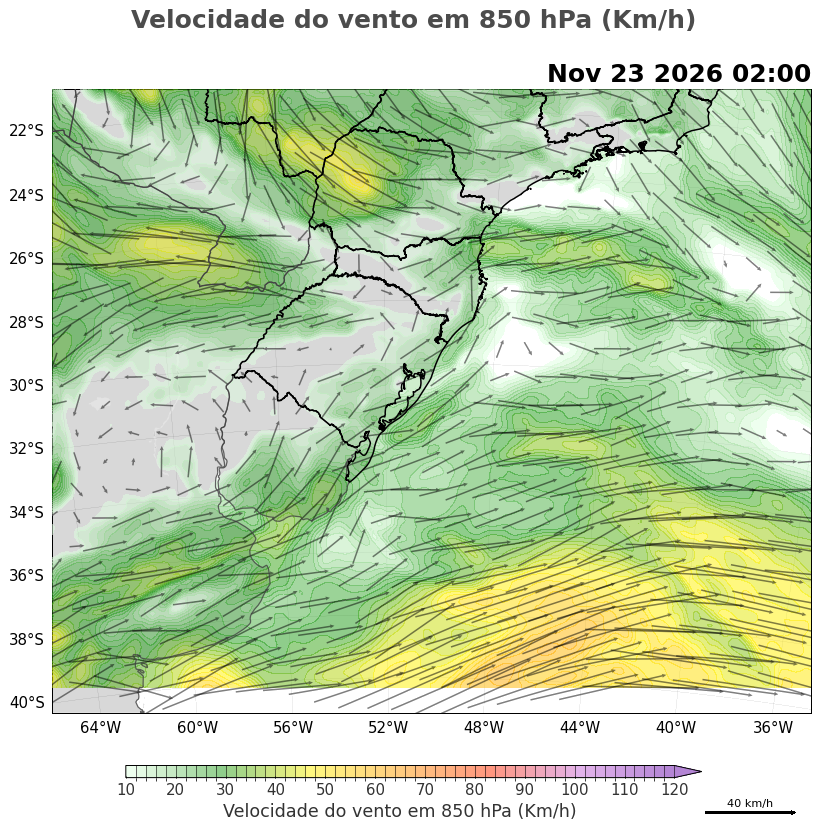 Velocidade do vento em 850 hPa (Km/h)
Nov 23 2026 02:00
22°S
24°S
26°S
28°S
30°S
32°S
34°S
36°S
38°S
40°S
64°W 60°W 56°W 52°W 48°W 44°W 40°W 36°W
10 20 30 40 50 60 70 80 90 100 110 120
Velocidade do vento em 850 hPa (Km/h)
40 km/h